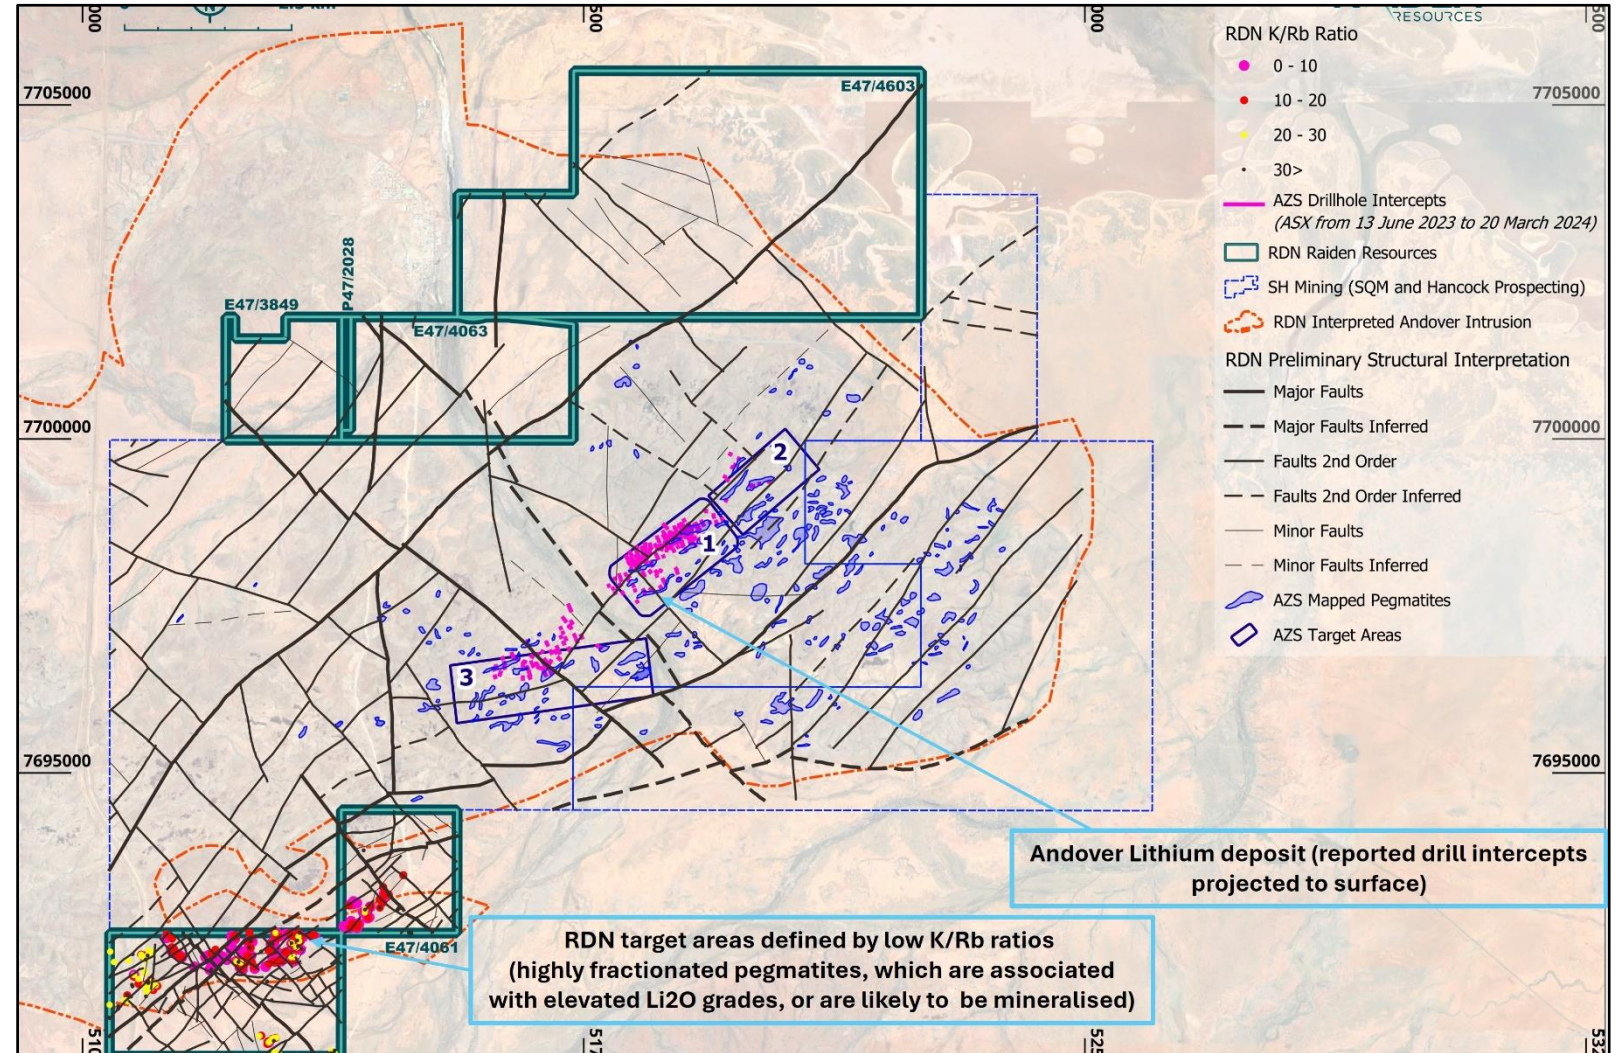 RESOURCES
RDN K/Rb Ratio
0 - 10
10 - 20
20 - 30
30>
AZS Drillhole Intercepts
(ASX from 13 June 2023 to 20 March 2024)
RDN Raiden Resources
SH Mining (SQM and Hancock Prospecting)
RDN Interpreted Andover Intrusion
RDN Preliminary Structural Interpretation
Major Faults
Major Faults Inferred
Faults 2nd Order
Faults 2nd Order Inferred
Minor Faults
Minor Faults Inferred
AZS Mapped Pegmatites
AZS Target Areas
7705000
7705000
E47/4603
P47/2028
E47/3849
E47/4063
7700000
7700000
2
1
3
7695000
7695000
Andover Lithium deposit (reported drill intercepts
projected to surface)
E47/4061
RDN target areas defined by low K/Rb ratios
(highly fractionated pegmatites, which are associated
with elevated Li2O grades, or are likely to be mineralised)
N